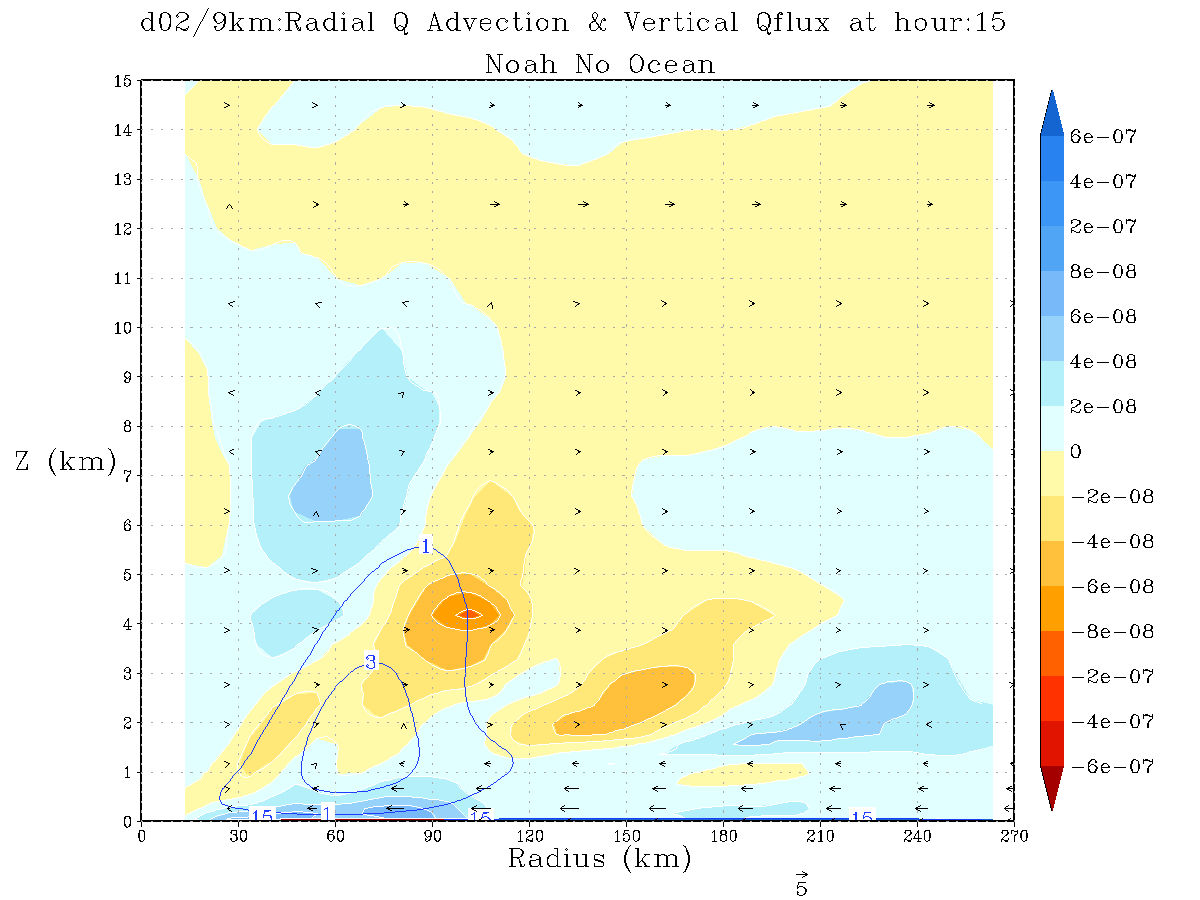 d02/9km:Radial Q Advection & Vertical Qflux at hour:15
Noah No Ocean
15
14
13
12
11
10
9
8
7
6
5
4
3
2
1
0
Z (km)
1
3
15
1
15
15
0 30 60 90 120 150 180 210 240 270
Radius (km)
5
6e-07
4e-07
2e-07
8e-08
6e-08
4e-08
2e-08
0
-2e-08
-4e-08
-6e-08
-8e-08
-2e-07
-4e-07
-6e-07